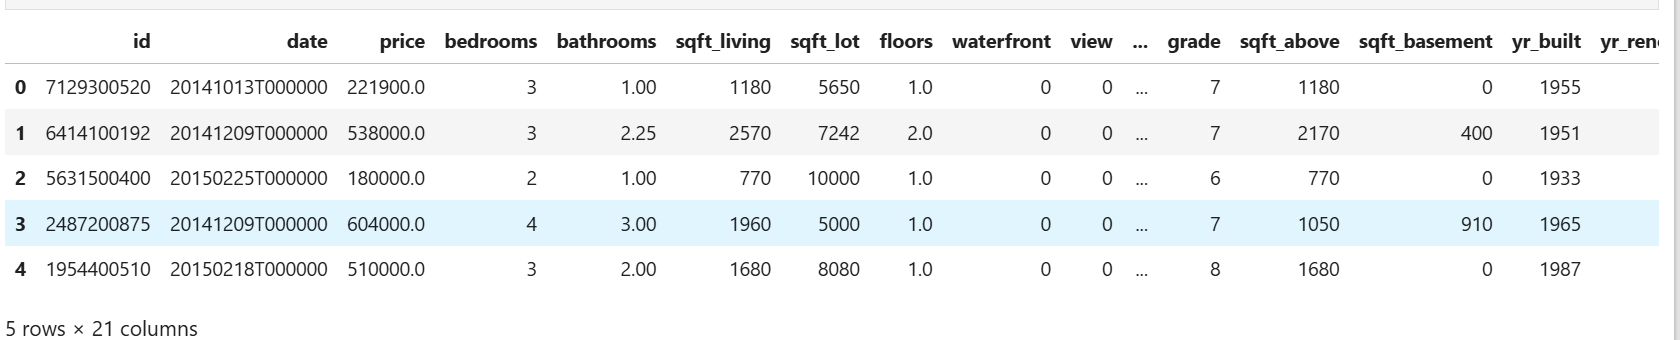 id date price bedrooms bathrooms sqft_living sqft_lot floors waterfront view ... grade sqft_above sqft_basement yr_built yr_ren
0 7129300520 20141013T000000 221900.0 3 1.00 1180 5650 1.0 0 0 ... 7 1180 0 1955
1 6414100192 20141209T000000 538000.0 3 2.25 2570 7242 2.0 0 0 ... 7 2170 400 1951
2 5631500400 20150225T000000 180000.0 2 1.00 770 10000 1.0 0 0 ... 6 770 0 1933
3 2487200875 20141209T000000 604000.0 4 3.00 1960 5000 1.0 0 0 ... 7 1050 910 1965
4 1954400510 20150218T000000 510000.0 3 2.00 1680 8080 1.0 0 0 ... 8 1680 0 1987
5 rows × 21 columns